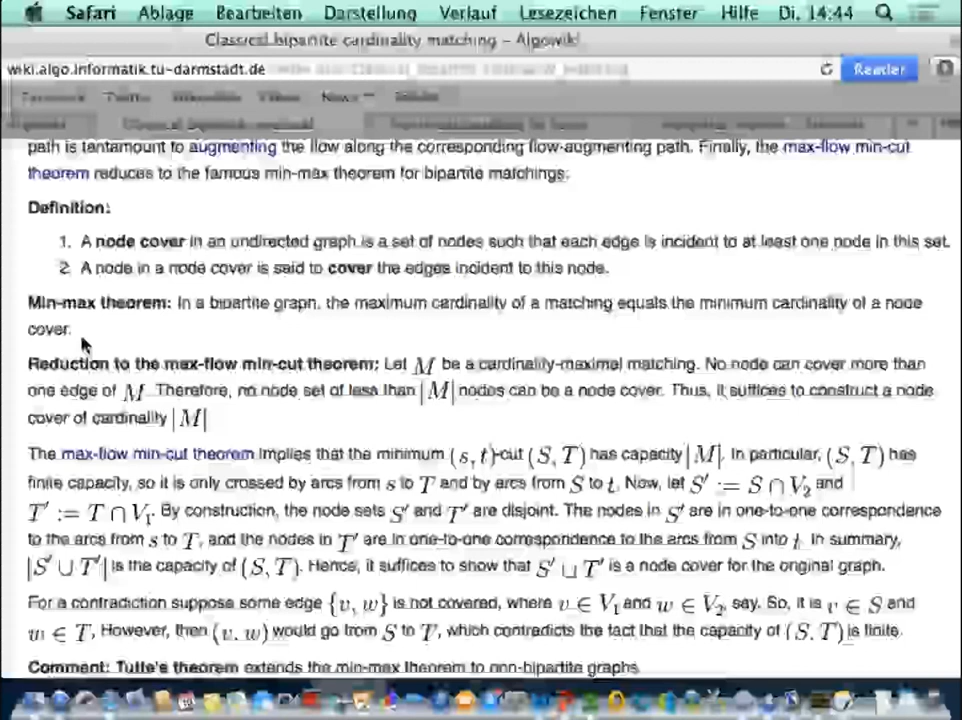 Safari Ablage Bearbeiten Darstellung Verlauf Lesezeichen Fenster Hilfe Di. 14:44
Classical bipartite cardinality matching – Algowiki
wiki.algo.informatik.tu-darmstadt.de Reader
News
path is tantamount to augmenting the flow along the corresponding flow-augmenting path. Finally, the max-flow min-cut
theorem reduces to the famous min-max theorem for bipartite matchings.
Definition:
1. A node cover in an undirected graph is a set of nodes such that each edge is incident to at least one node in this set.
2. A node in a node cover is said to cover the edges incident to this node.
Min-max theorem: In a bipartite graph, the maximum cardinality of a matching equals the minimum cardinality of a node
cover.
Reduction to the max-flow min-cut theorem: Let M be a cardinality-maximal matching. No node can cover more than
one edge of M. Therefore, no node set of less than |M| nodes can be a node cover. Thus, it suffices to construct a node
cover of cardinality |M|
The max-flow min-cut theorem implies that the minimum (s, t)-cut (S, T) has capacity |M|. In particular, (S, T) has
finite capacity, so it is only crossed by arcs from s to T and by arcs from S to t. Now, let S′ := S ∩ V₂ and
T′ := T ∩ V₁. By construction, the node sets S′ and T′ are disjoint. The nodes in S′ are in one-to-one correspondence
to the arcs from s to T, and the nodes in T′ are in one-to-one correspondence to the arcs from S into t. In summary,
|S′ ∪ T′| is the capacity of (S, T). Hence, it suffices to show that S′ ∪ T′ is a node cover for the original graph.
For a contradiction suppose some edge {v, w} is not covered, where v ∈ V₁ and w ∈ V₂, say. So, it is v ∈ S and
w ∈ T. However, then (v, w) would go from S to T, which contradicts the fact that the capacity of (S, T) is finite.
Comment: Tutte's theorem extends the min-max theorem to non-bipartite graphs.